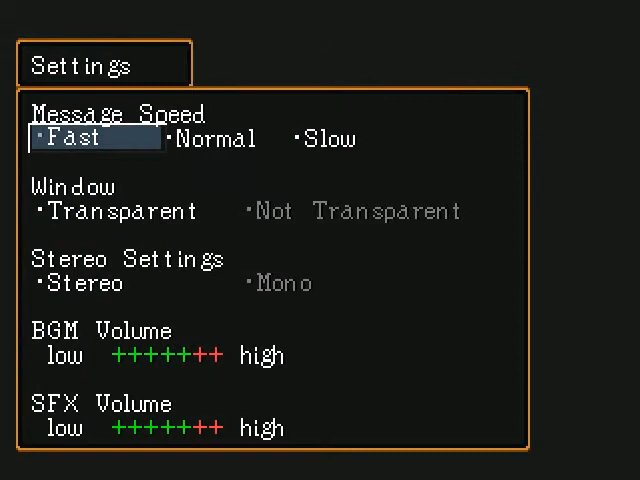 Settings
Message Speed
·Fast ·Normal ·Slow
Window
·Transparent ·Not Transparent
Stereo Settings
·Stereo ·Mono
BGM Volume
low +++++++ high
SFX Volume
low +++++++ high